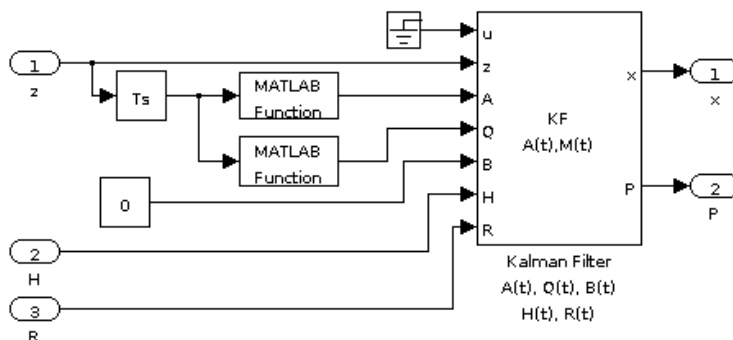 u
1
z
z
Ts
MATLAB
Function
A
x
1
x
KF
A(t),M(t)
Q
MATLAB
Function
B
0
H
P
2
P
R
2
H
Kalman Filter
A(t), Q(t), B(t)
H(t), R(t)
3
R